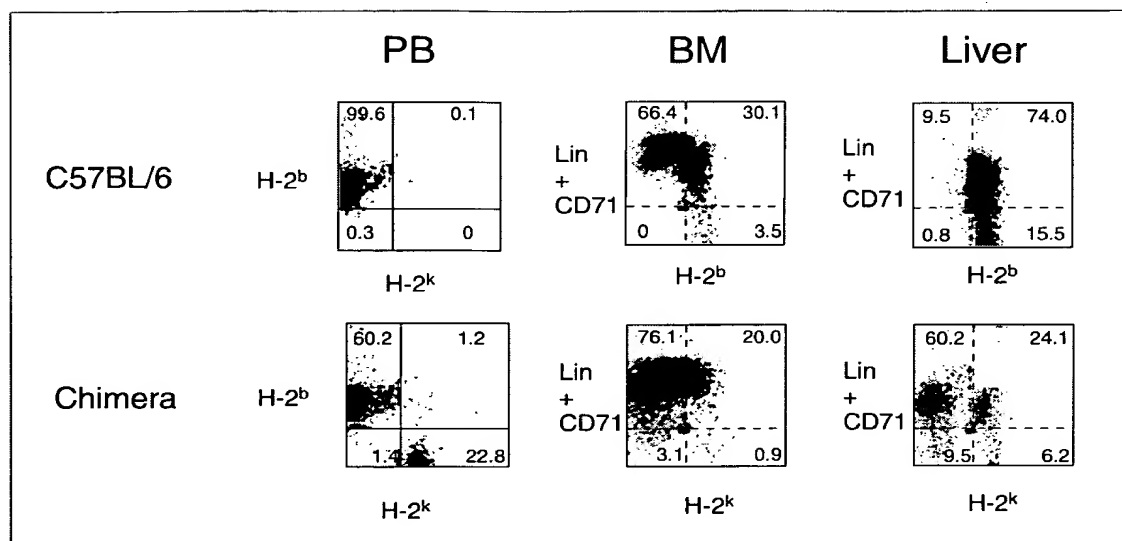 PB BM Liver
99.6 0.1 66.4 30.1 9.5 74.0
C57BL/6 H-2ᵇ Lin + CD71 Lin + CD71
0.3 0 0 3.5 0.8 15.5
H-2ᵏ H-2ᵇ H-2ᵇ
60.2 1.2 76.1 20.0 60.2 24.1
Chimera H-2ᵇ Lin + CD71 Lin + CD71
1.4 22.8 3.1 0.9 9.5 6.2
H-2ᵏ H-2ᵏ H-2ᵏ